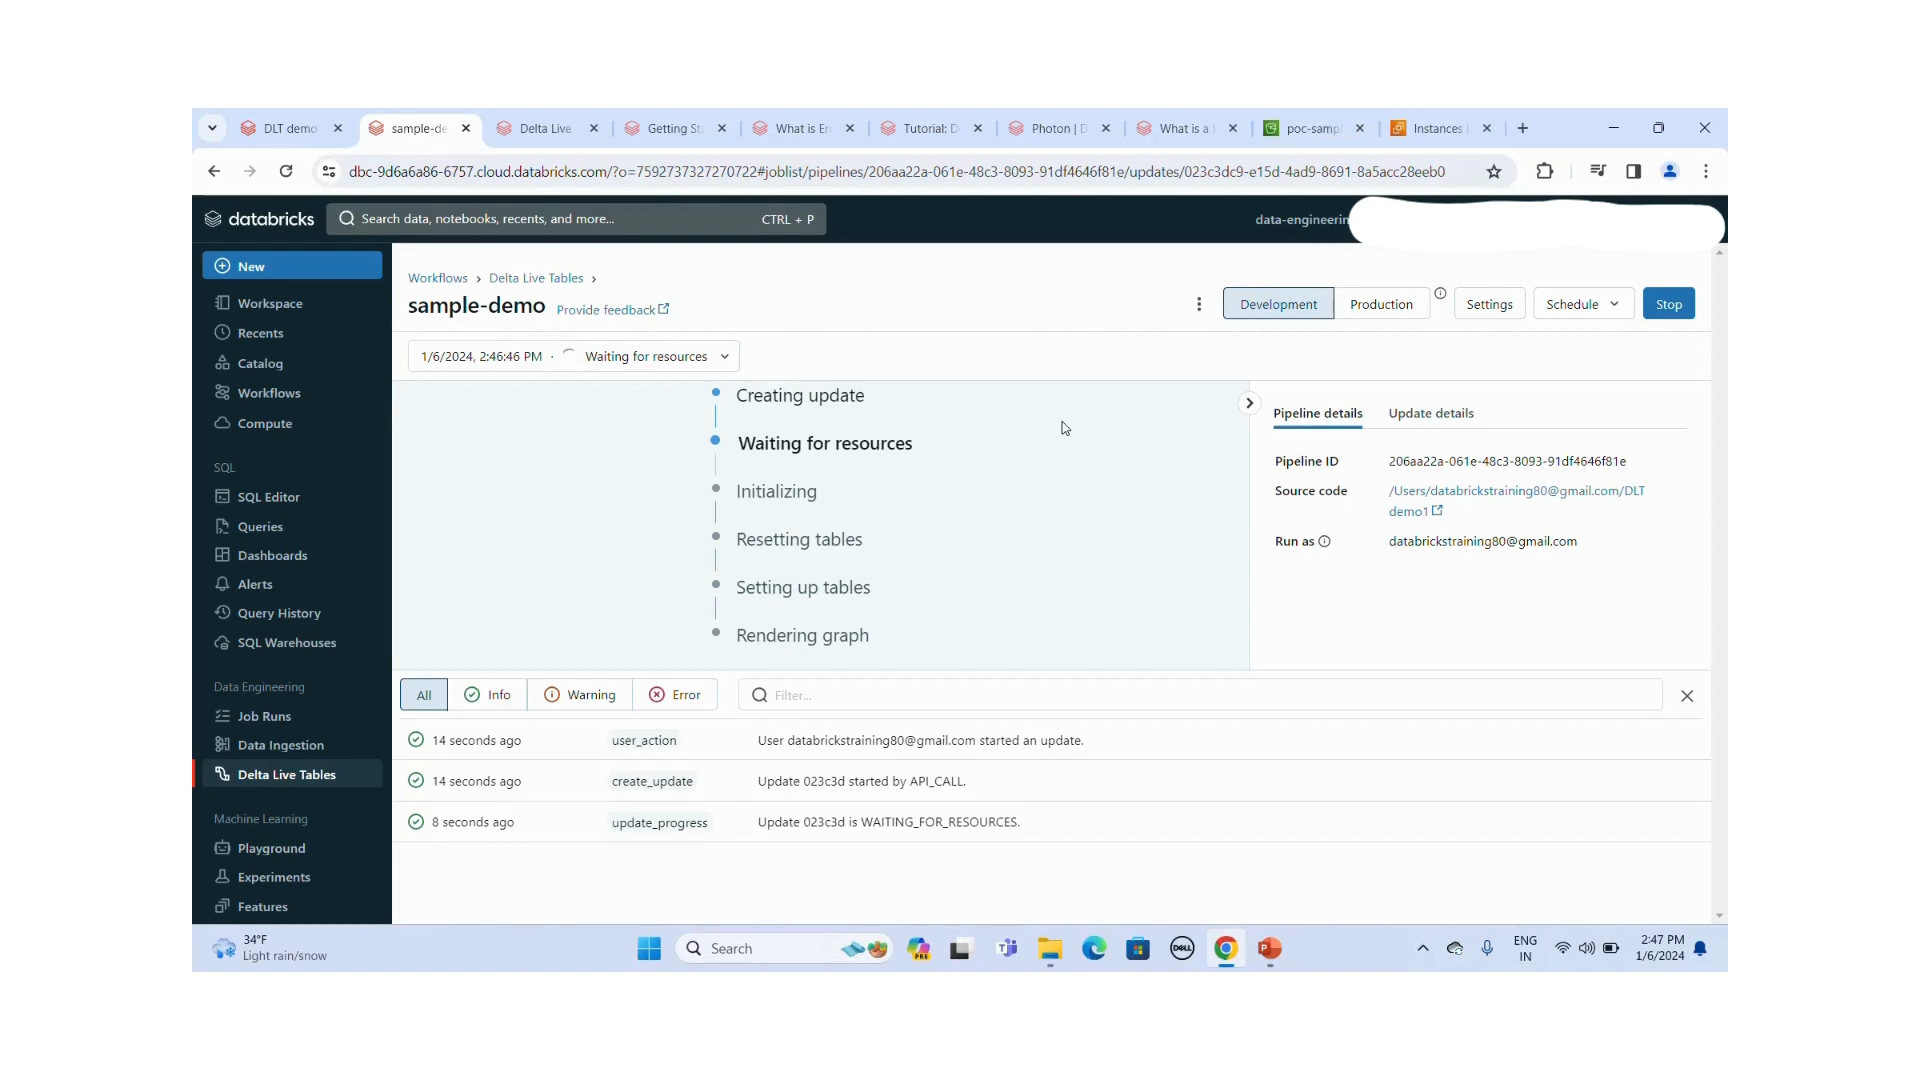 DLT demo
sample-de
Delta Live
Getting Sta
What is En
Tutorial: D
Photon | D
What is a
poc-samp
Instances
dbc-9d6a6a86-6757.cloud.databricks.com/?o=7592737327270722#joblist/pipelines/206aa22a-061e-48c3-8093-91df4646f81e/updates/023c3dc9-e15d-4ad9-8691-8a5acc28eeb0
databricks
Search data, notebooks, recents, and more...
CTRL + P
data-engineerin
New
Workspace
Recents
Catalog
Workflows
Compute
SQL
SQL Editor
Queries
Dashboards
Alerts
Query History
SQL Warehouses
Data Engineering
Job Runs
Data Ingestion
Delta Live Tables
Machine Learning
Playground
Experiments
Features
Workflows › Delta Live Tables ›
sample-demo
Provide feedback
Development
Production
Settings
Schedule
Stop
1/6/2024, 2:46:46 PM · Waiting for resources
Creating update
Waiting for resources
Initializing
Resetting tables
Setting up tables
Rendering graph
Pipeline details
Update details
Pipeline ID 206aa22a-061e-48c3-8093-91df4646f81e
Source code /Users/databrickstraining80@gmail.com/DLT
demo1
Run as databrickstraining80@gmail.com
All
Info
Warning
Error
Filter...
14 seconds ago user_action User databrickstraining80@gmail.com started an update.
14 seconds ago create_update Update 023c3d started by API_CALL.
8 seconds ago update_progress Update 023c3d is WAITING_FOR_RESOURCES.
34°F
Light rain/snow
Search
PRE
DELL
ENG
IN
2:47 PM
1/6/2024